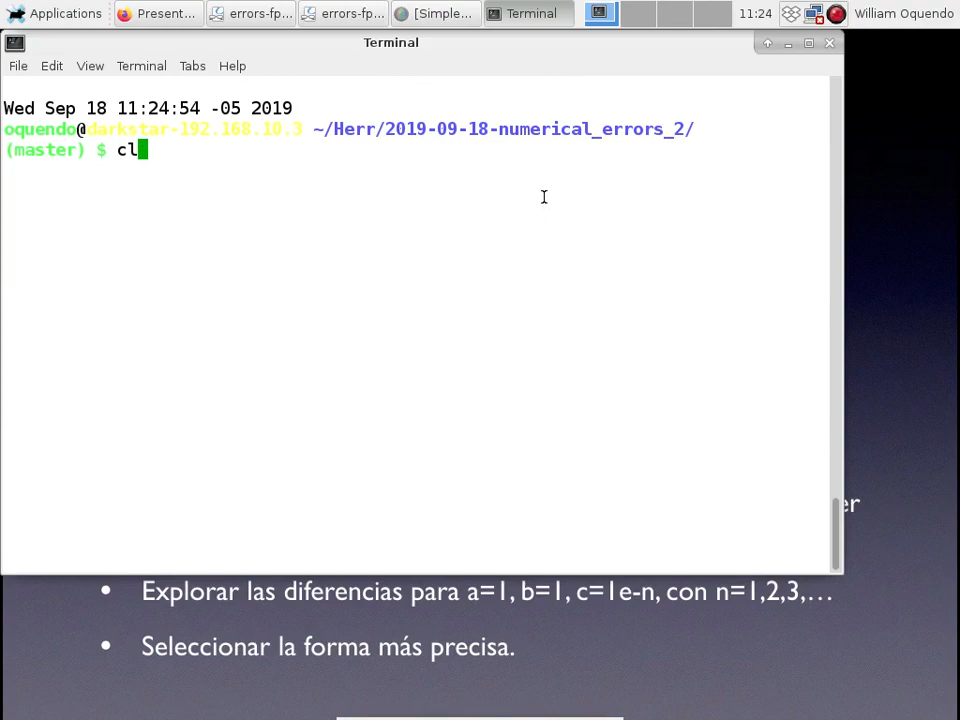 Applications Present... errors-fp... errors-fp... [Simple... Terminal 11:24 William Oquendo
Terminal
File Edit View Terminal Tabs Help
Wed Sep 18 11:24:54 -05 2019
oquendo@darkstar-192.168.10.3 ~/Herr/2019-09-18-numerical_errors_2/
(master) $ cl
er
• Explorar las diferencias para a=1, b=1, c=1e-n, con n=1,2,3,…
• Seleccionar la forma más precisa.